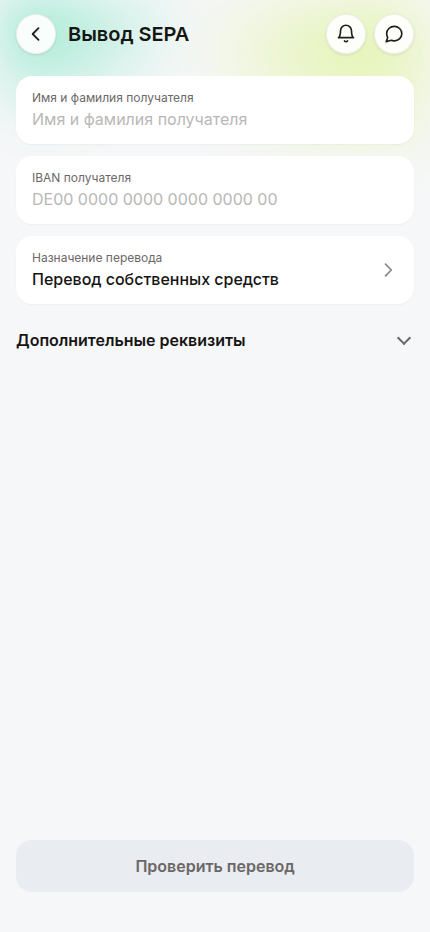 Вывод SEPA
Имя и фамилия получателя
Имя и фамилия получателя
IBAN получателя
DE00 0000 0000 0000 0000 00
Назначение перевода
Перевод собственных средств
Дополнительные реквизиты
Проверить перевод